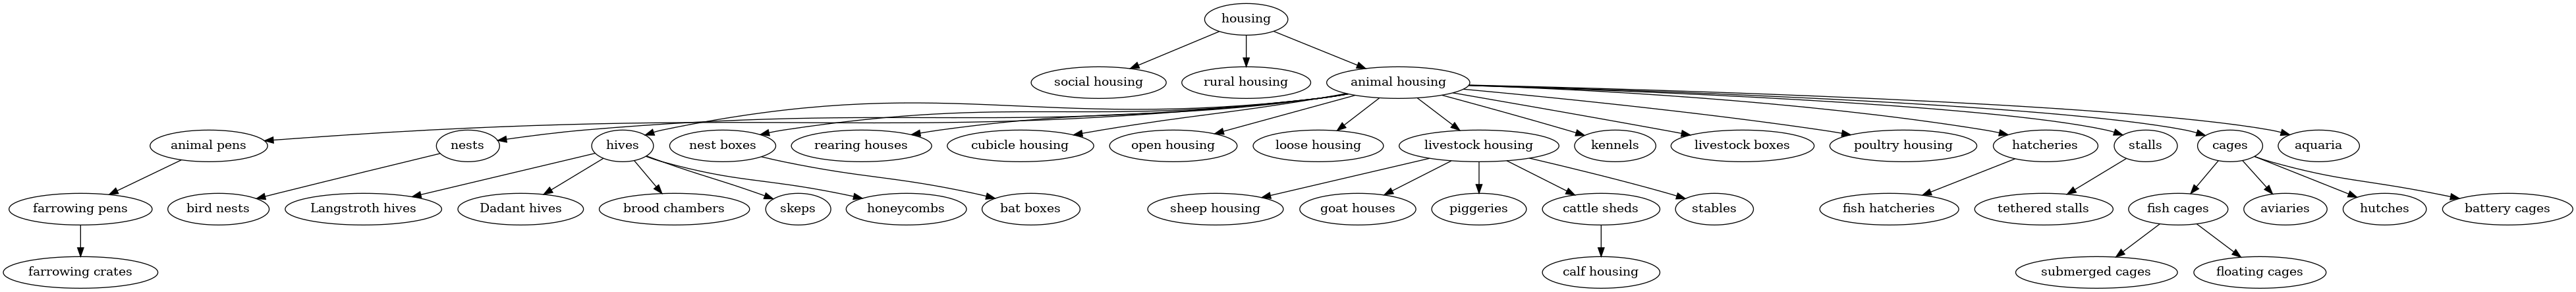 housing
social housing
rural housing
animal housing
animal pens
nests
hives
nest boxes
rearing houses
cubicle housing
open housing
loose housing
livestock housing
kennels
livestock boxes
poultry housing
hatcheries
stalls
cages
aquaria
farrowing pens
bird nests
Langstroth hives
Dadant hives
brood chambers
skeps
honeycombs
bat boxes
sheep housing
goat houses
piggeries
cattle sheds
stables
fish hatcheries
tethered stalls
fish cages
aviaries
hutches
battery cages
farrowing crates
calf housing
submerged cages
floating cages